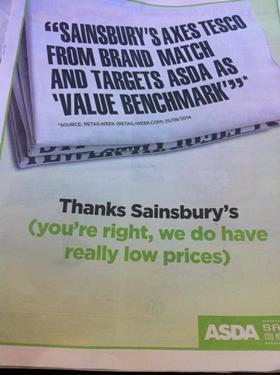 “SAINSBURY'S AXES TESCO
FROM BRAND MATCH
AND TARGETS ASDA AS
'VALUE BENCHMARK'”*
*SOURCE: RETAILWEEK (RETAIL-WEEK.COM) 25/09/2014
Thanks Sainsbury's
(you're right, we do have
really low prices)
ASDA